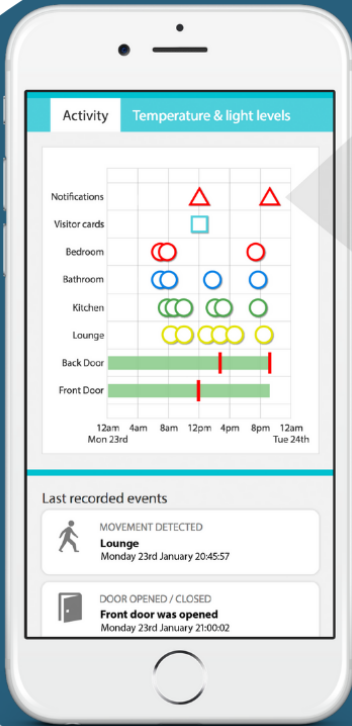 Activity
Temperature & light levels
Notifications
Visitor cards
Bedroom
Bathroom
Kitchen
Lounge
Back Door
Front Door
12am 4am 8am 12pm 4pm 8pm 12am
Mon 23rd Tue 24th
Last recorded events
MOVEMENT DETECTED
Lounge
Monday 23rd January 20:45:57
DOOR OPENED / CLOSED
Front door was opened
Monday 23rd January 21:00:02